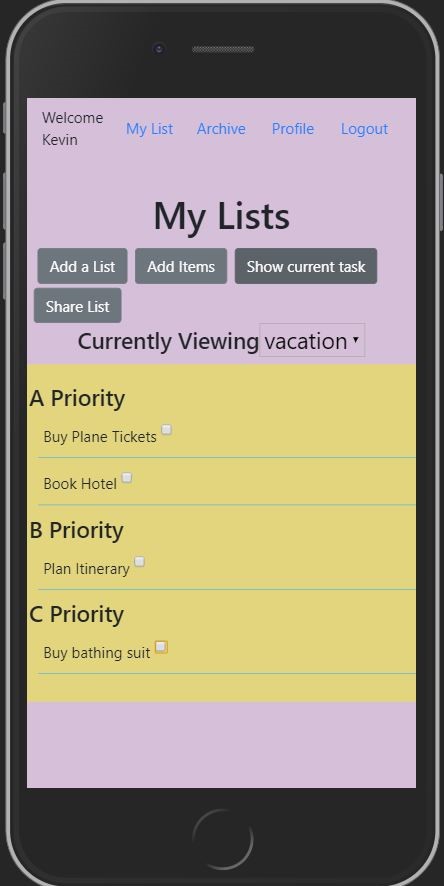 Welcome
Kevin
My List
Archive
Profile
Logout
My Lists
Add a List
Add Items
Show current task
Share List
Currently Viewing vacation
A Priority
Buy Plane Tickets
Book Hotel
B Priority
Plan Itinerary
C Priority
Buy bathing suit